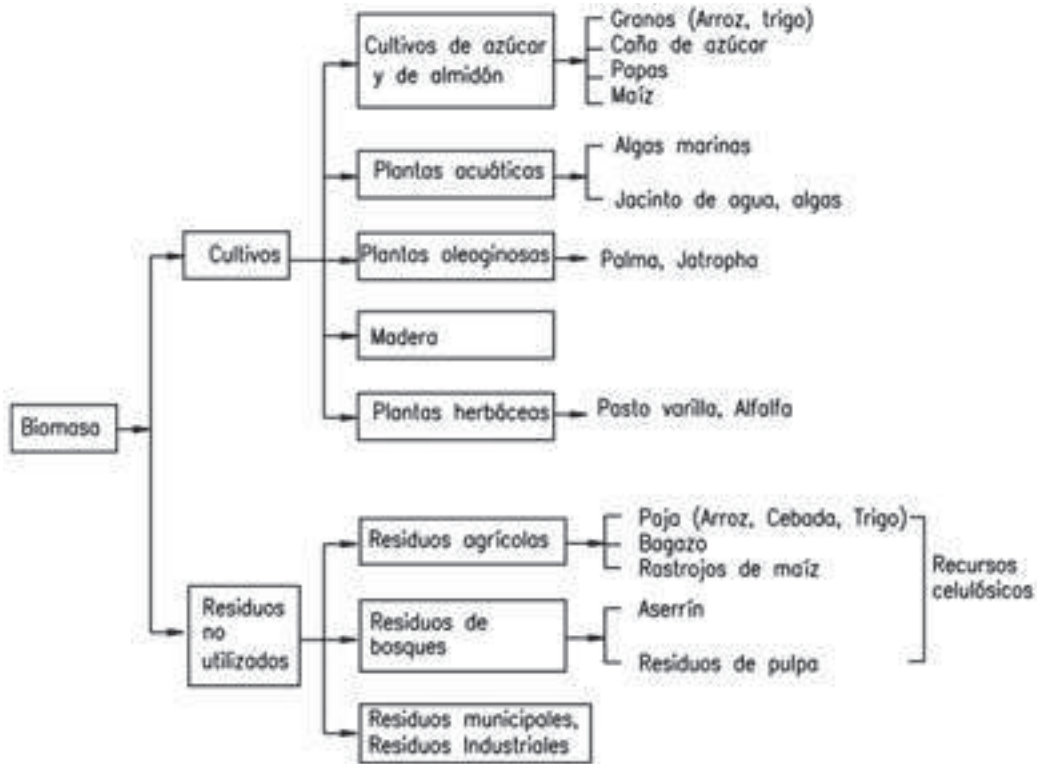 Biomasa
Cultivos
Cultivos de azúcar
y de almidón
Granos (Arroz, trigo)
Caña de azúcar
Papas
Maíz
Plantas acuáticas
Algas marinas
Jacinto de agua, algas
Plantas oleaginosas
Palma, Jatropha
Madera
Plantas herbáceas
Pasto varilla, Alfalfa
Residuos
no
utilizados
Residuos agrícolas
Paja (Arroz, Cebada, Trigo)
Bagazo
Rastrojos de maíz
Residuos de
bosques
Aserrín
Residuos de pulpa
Recursos
celulósicos
Residuos municipales,
Residuos Industriales